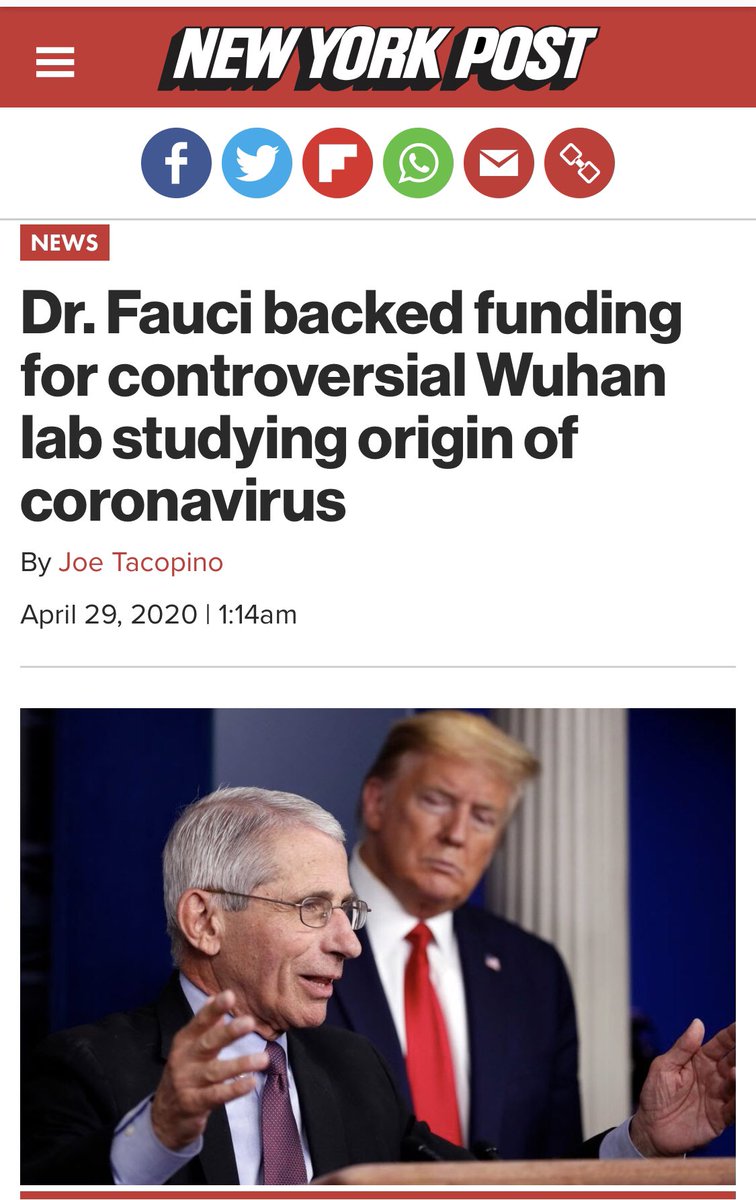 NEW YORK POST
NEWS
Dr. Fauci backed funding
for controversial Wuhan
lab studying origin of
coronavirus
By Joe Tacopino
April 29, 2020 | 1:14am